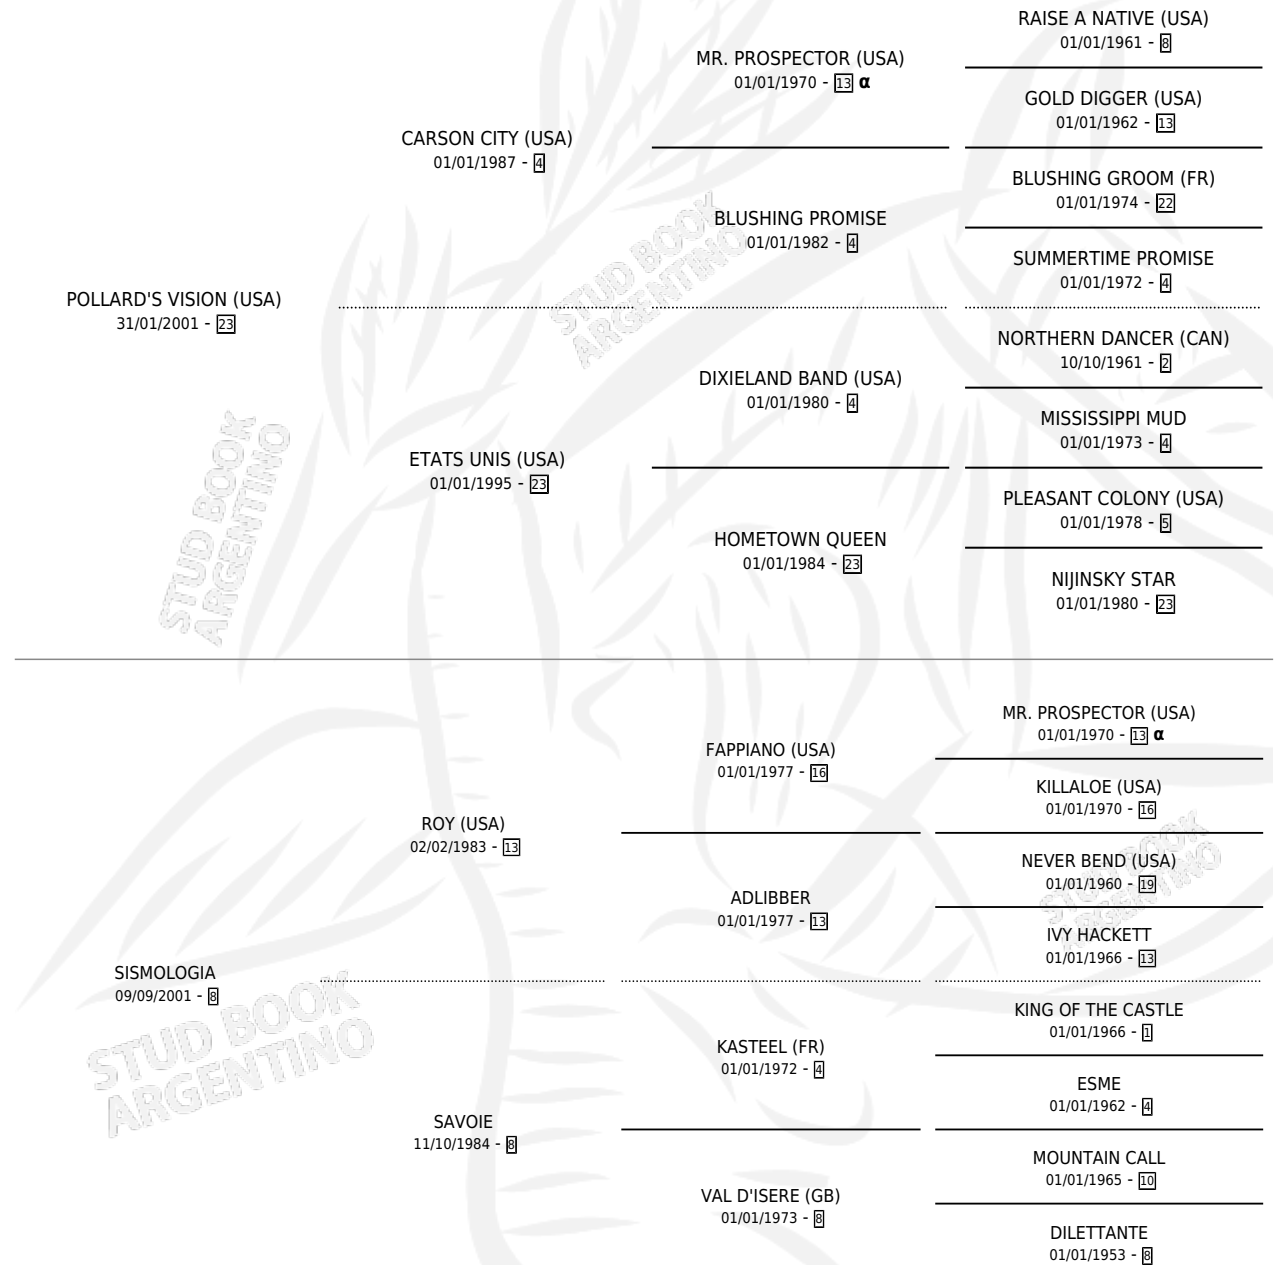 RAISE A NATIVE (USA)
01/01/1961 - 8
MR. PROSPECTOR (USA)
01/01/1970 - 13 α
GOLD DIGGER (USA)
01/01/1962 - 13
CARSON CITY (USA)
01/01/1987 - 4
BLUSHING GROOM (FR)
01/01/1974 - 22
BLUSHING PROMISE
01/01/1982 - 4
SUMMERTIME PROMISE
01/01/1972 - 4
POLLARD'S VISION (USA)
31/01/2001 - 23
NORTHERN DANCER (CAN)
10/10/1961 - 2
DIXIELAND BAND (USA)
01/01/1980 - 4
MISSISSIPPI MUD
01/01/1973 - 4
ETATS UNIS (USA)
01/01/1995 - 23
PLEASANT COLONY (USA)
01/01/1978 - 5
HOMETOWN QUEEN
01/01/1984 - 23
NIJINSKY STAR
01/01/1980 - 23
MR. PROSPECTOR (USA)
01/01/1970 - 13 α
FAPPIANO (USA)
01/01/1977 - 16
KILLALOE (USA)
01/01/1970 - 16
ROY (USA)
02/02/1983 - 13
NEVER BEND (USA)
01/01/1960 - 19
ADLIBBER
01/01/1977 - 13
IVY HACKETT
01/01/1966 - 13
SISMOLOGIA
09/09/2001 - 8
KING OF THE CASTLE
01/01/1966 - 1
KASTEEL (FR)
01/01/1972 - 4
ESME
01/01/1962 - 4
SAVOIE
11/10/1984 - 8
MOUNTAIN CALL
01/01/1965 - 10
VAL D'ISERE (GB)
01/01/1973 - 8
DILETTANTE
01/01/1953 - 8
STUD BOOK
ARGENTINO
STUD BOOK
ARGENTINO
STUD BOOK
ARGENTINO
STUD BOOK
ARGENTINO